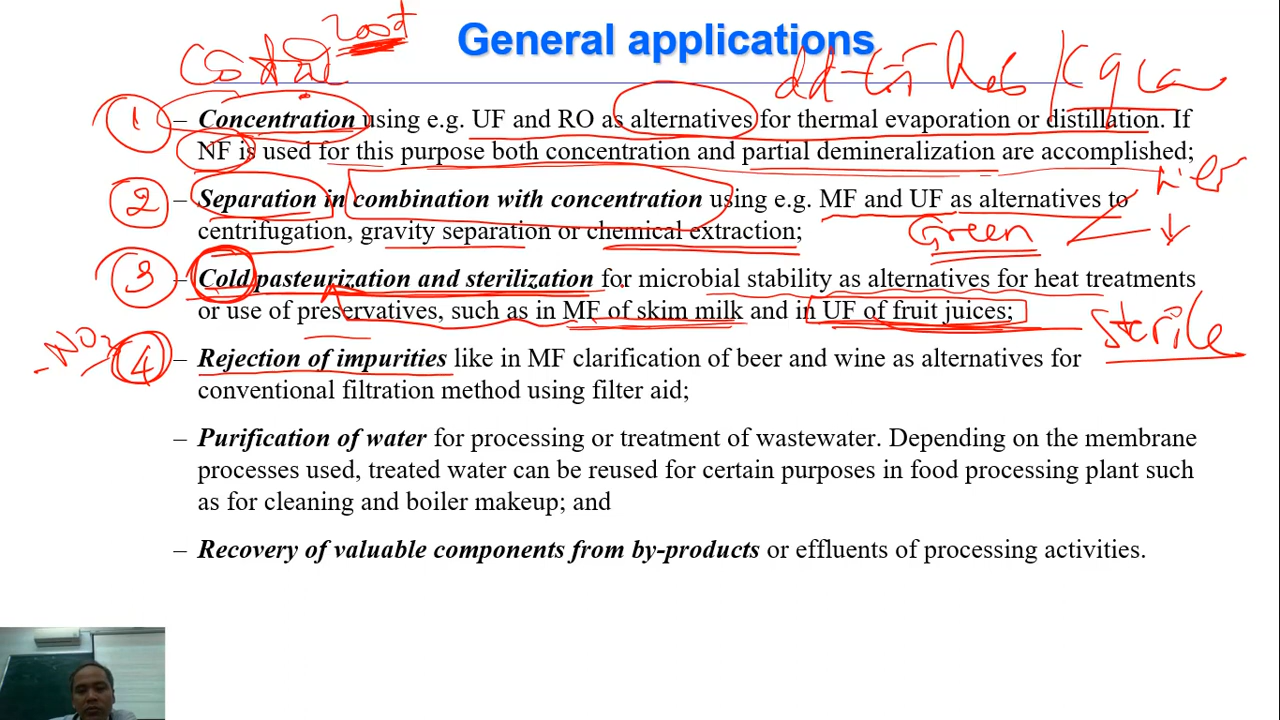 General applications
① – Concentration using e.g. UF and RO as alternatives for thermal evaporation or distillation. If
NF is used for this purpose both concentration and partial demineralization are accomplished;
② – Separation in combination with concentration using e.g. MF and UF as alternatives to
centrifugation, gravity separation or chemical extraction;
Green
③ – Cold pasteurization and sterilization for microbial stability as alternatives for heat treatments
or use of preservatives, such as in MF of skim milk and in UF of fruit juices;
Sterile
④ – Rejection of impurities like in MF clarification of beer and wine as alternatives for
conventional filtration method using filter aid;
– Purification of water for processing or treatment of wastewater. Depending on the membrane
processes used, treated water can be reused for certain purposes in food processing plant such
as for cleaning and boiler makeup; and
– Recovery of valuable components from by-products or effluents of processing activities.